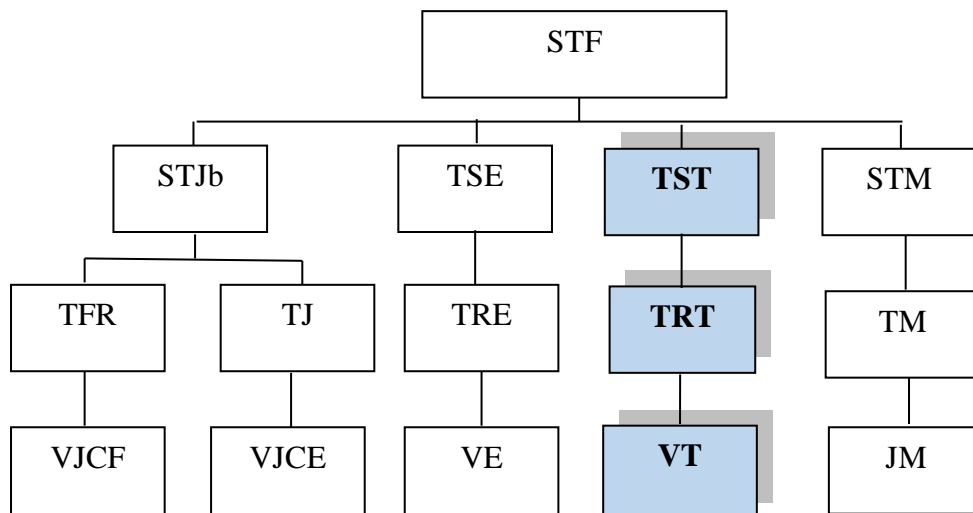 STF
STJb
TSE
TST
STM
TFR
TJ
TRE
TRT
TM
VJCF
VJCE
VE
VT
JM